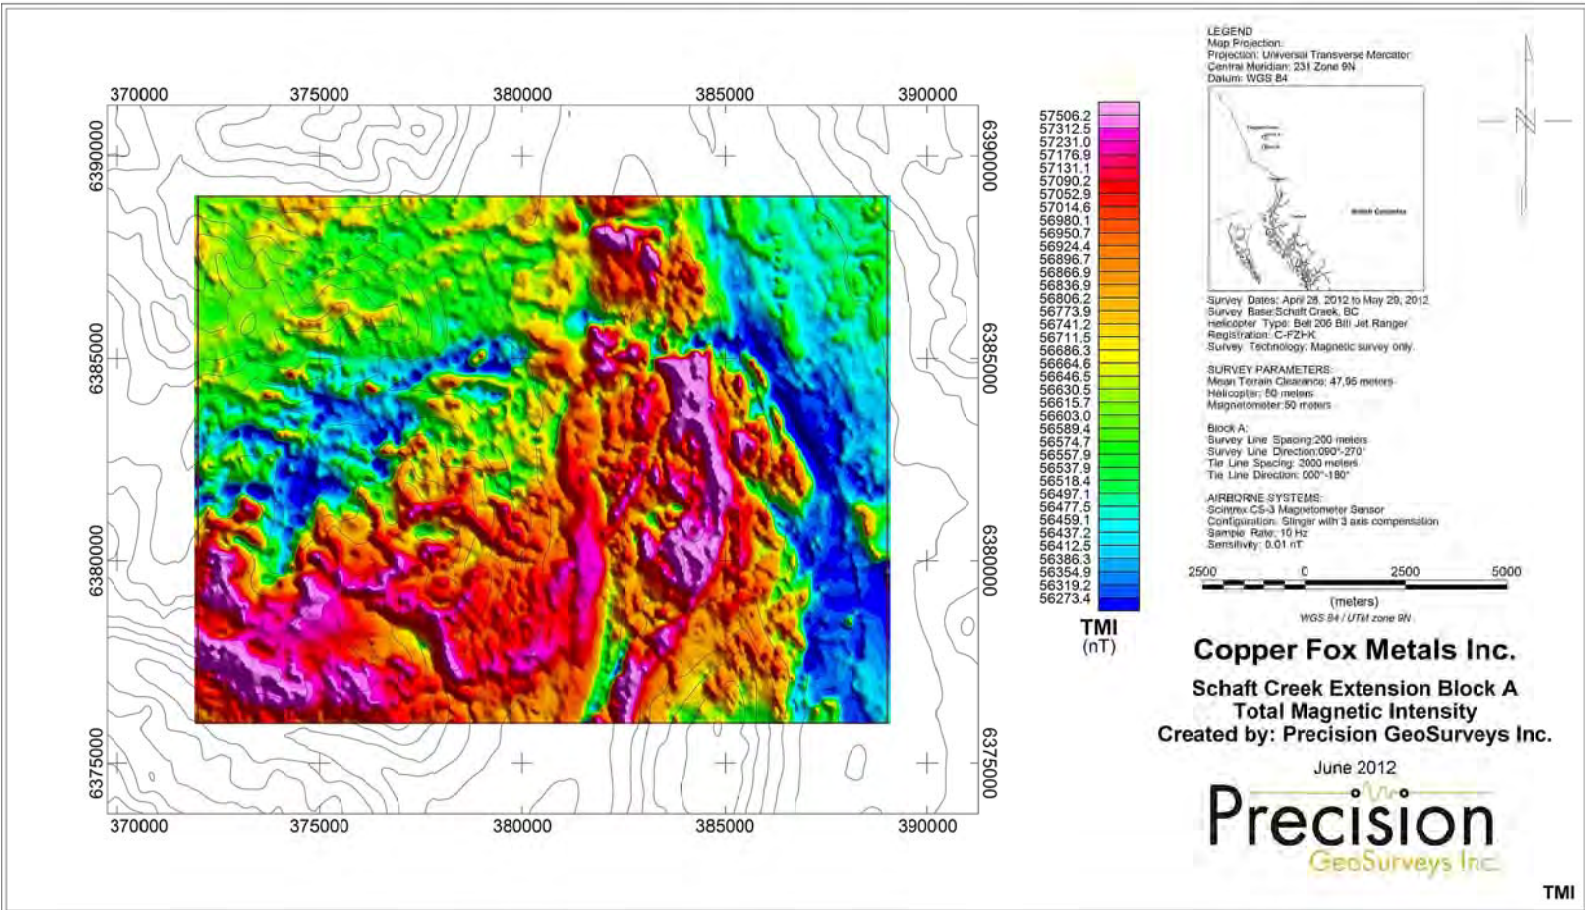 370000 375000 380000 385000 390000
6390000
6385000
6380000
6375000
6390000
6385000
6380000
6375000
370000 375000 380000 385000 390000
57506.2
57312.5
57231.0
57176.9
57131.1
57090.2
57052.9
57014.6
56980.1
56950.7
56924.4
56896.7
56866.9
56836.9
56806.2
56773.9
56741.2
56711.5
56686.3
56664.6
56646.5
56630.5
56615.7
56603.0
56589.4
56574.7
56557.9
56537.9
56518.4
56497.1
56477.5
56459.1
56437.2
56412.5
56386.3
56354.9
56319.2
56273.4
TMI
(nT)
LEGEND
Map Projection:
Projection: Universal Transverse Mercator
Central Meridian: 231 Zone 9N
Datum: WGS 84
British Columbia
N
Survey Dates: April 28, 2012 to May 29, 2012
Survey Base:Schaft Creek, BC
Helicopter Type: Bell 206 BIII Jet Ranger
Registration: C-FZHK
Survey Technology: Magnetic survey only
SURVEY PARAMETERS:
Mean Terrain Clearance: 47.95 meters
Helicopter: 50 meters
Magnetometer:50 meters
Block A:
Survey Line Spacing:200 meters
Survey Line Direction:090°-270°
Tie Line Spacing: 2000 meters
Tie Line Direction: 000°-180°
AIRBORNE SYSTEMS:
Scintrex CS-3 Magnetometer Sensor
Configuration: Stinger with 3 axis compensation
Sample Rate: 10 Hz
Sensitivity: 0.01 nT
2500 0 2500 5000
(meters)
WGS 84 / UTM zone 9N
Copper Fox Metals Inc.
Schaft Creek Extension Block A
Total Magnetic Intensity
Created by: Precision GeoSurveys Inc.
June 2012
Precision
GeoSurveys Inc.
TMI